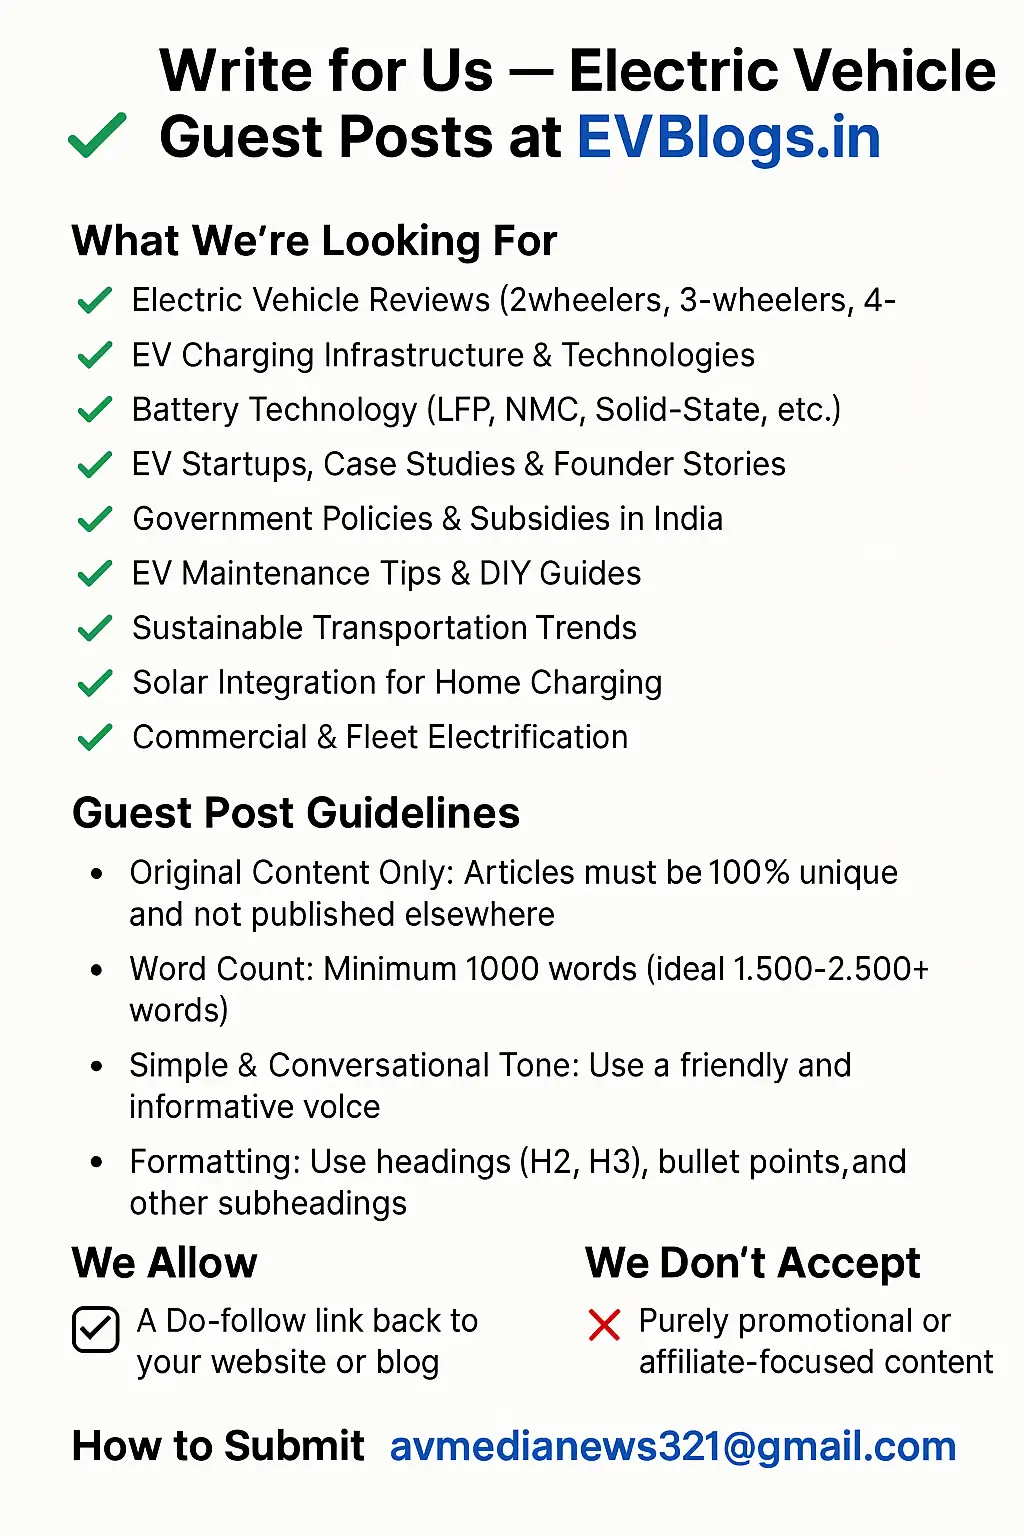 Write for Us — Electric Vehicle
Guest Posts at EVBlogs.in
What We're Looking For
Electric Vehicle Reviews (2wheelers, 3-wheelers, 4-
EV Charging Infrastructure & Technologies
Battery Technology (LFP, NMC, Solid-State, etc.)
EV Startups, Case Studies & Founder Stories
Government Policies & Subsidies in India
EV Maintenance Tips & DIY Guides
Sustainable Transportation Trends
Solar Integration for Home Charging
Commercial & Fleet Electrification
Guest Post Guidelines
• Original Content Only: Articles must be 100% unique
and not published elsewhere
• Word Count: Minimum 1000 words (ideal 1.500-2.500+
words)
• Simple & Conversational Tone: Use a friendly and
informative volce
• Formatting: Use headings (H2, H3), bullet points,and
other subheadings
We Allow
A Do-follow link back to
your website or blog
We Don't Accept
Purely promotional or
affiliate-focused content
How to Submit avmedianews321@gmail.com